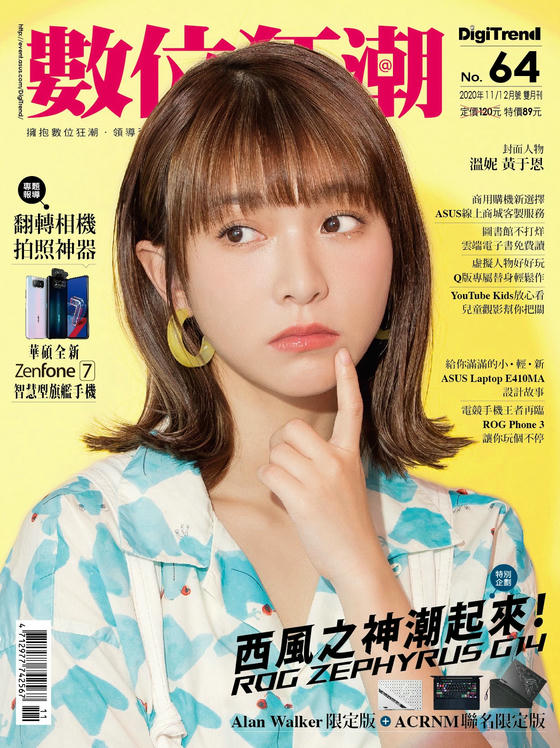 http://event.asus.com/DigiTrend/
數位狂潮
@
DigiTrend
No. 64
2020年11/12月號 雙月刊
定價120元 特價89元
擁抱數位狂潮・領導
封面人物
溫妮 黃于恩
專題
報導
翻轉相機
拍照神器
華碩全新
Zenfone 7
智慧型旗艦手機
商用購機新選擇
ASUS線上商城客製服務
圖書館不打烊
雲端電子書免費讀
虛擬人物好好玩
Q版專屬替身輕鬆作
YouTube Kids放心看
兒童觀影幫你把關
給你滿滿的小・輕・新
ASUS Laptop E410MA
設計故事
電競手機王者再臨
ROG Phone 3
讓你玩個不停
特別
企劃
西風之神潮起來!
ROG ZEPHYRUS G14
Alan Walker 限定版 + ACRNM 聯名限定版
4712977742567
11